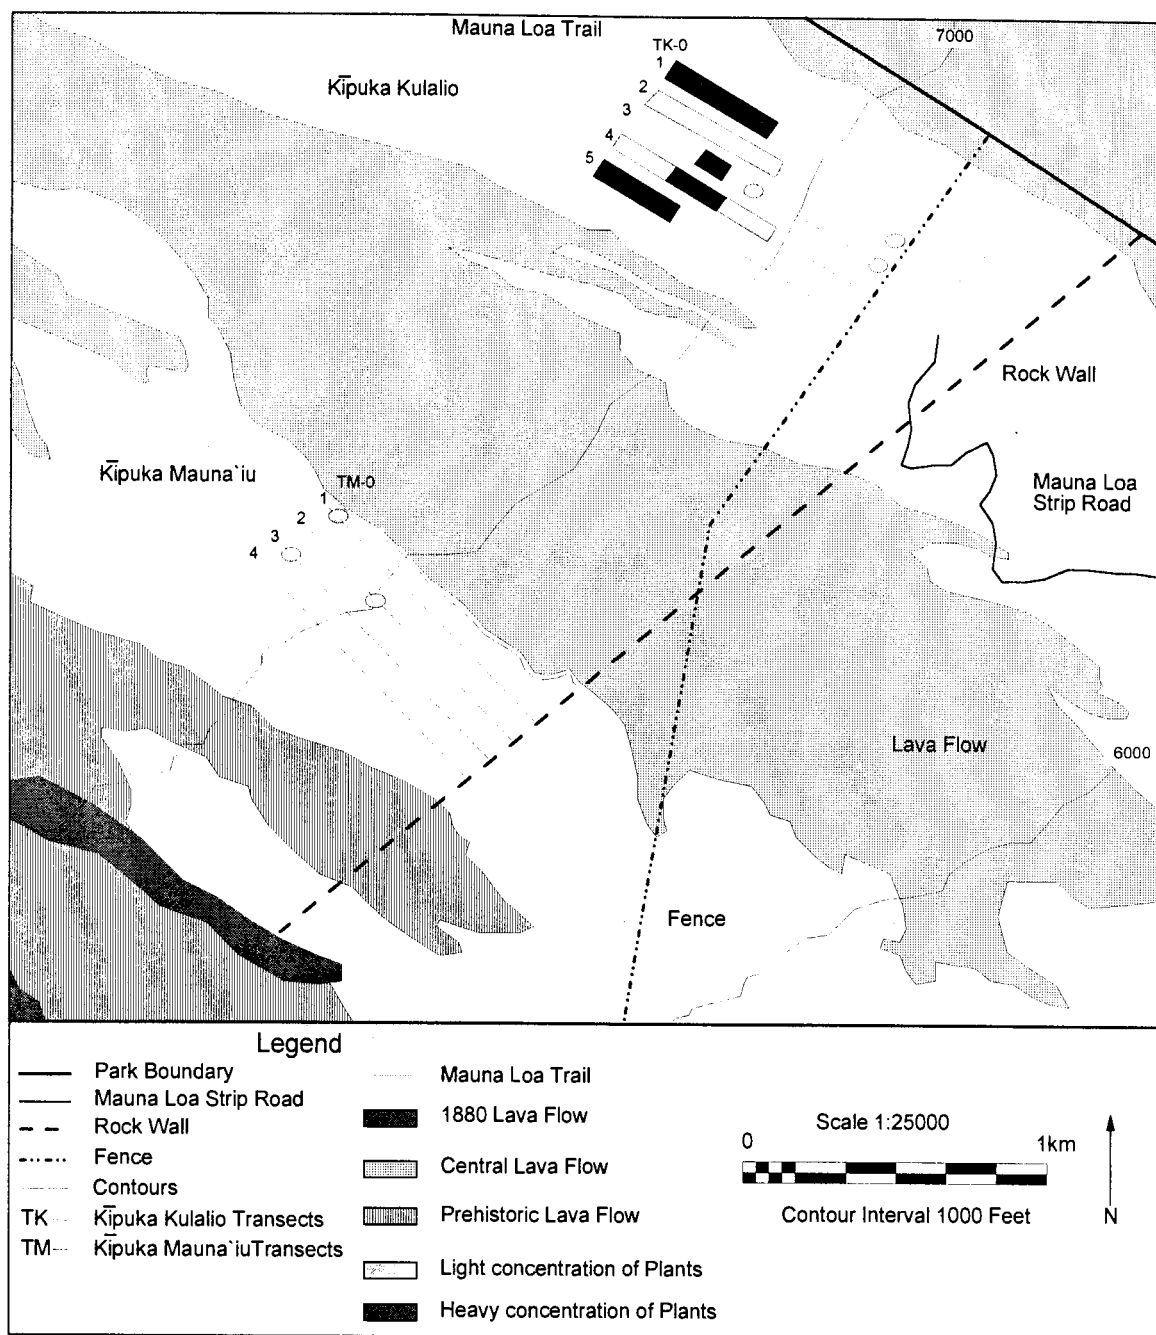 Mauna Loa Trail
7000
TK-0
1
Kīpuka Kulalio
2
3
4
5
Rock Wall
Kīpuka Mauna`iu
TM-0
Mauna Loa
Strip Road
1
2
3
4
Lava Flow
6000
Fence
Legend
Park Boundary
Mauna Loa Strip Road
Rock Wall
Fence
Contours
TK Kīpuka Kulalio Transects
TM Kīpuka Mauna`iuTransects
Mauna Loa Trail
1880 Lava Flow
Central Lava Flow
Prehistoric Lava Flow
Light concentration of Plants
Heavy concentration of Plants
Scale 1:25000
0 1km
Contour Interval 1000 Feet
N